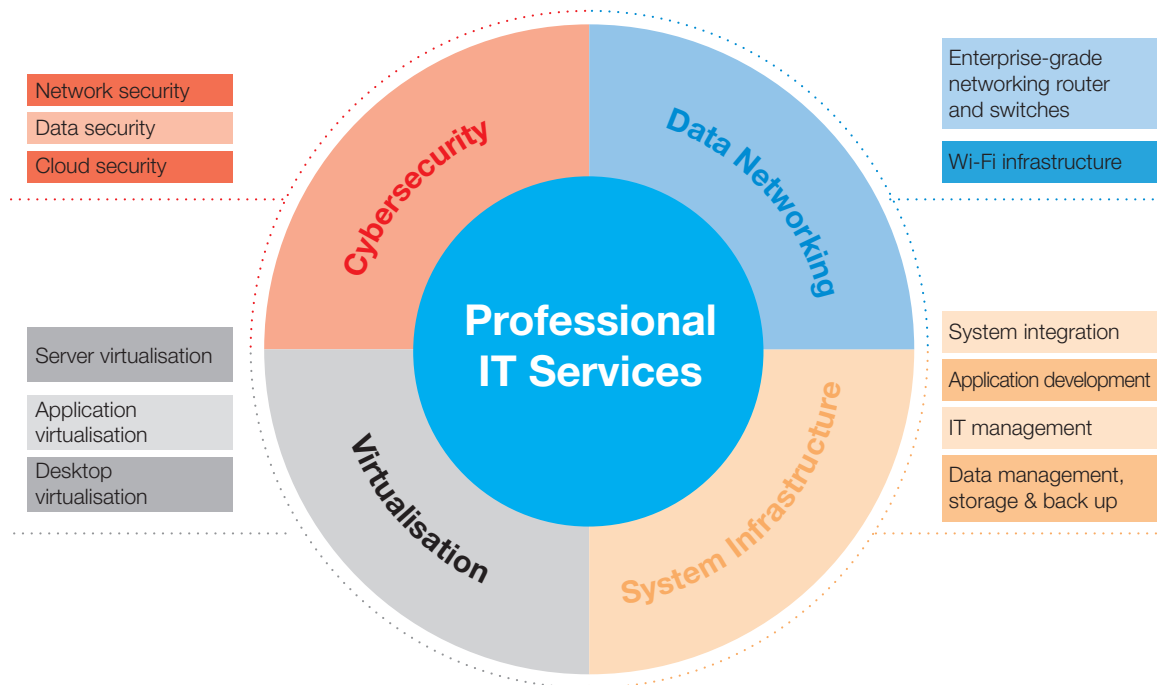 Network security
Data security
Cloud security
Cybersecurity
Data Networking
Enterprise-grade
networking router
and switches
Wi-Fi infrastructure
Professional
IT Services
Server virtualisation
Application
virtualisation
Desktop
virtualisation
Virtualisation
System Infrastructure
System integration
Application development
IT management
Data management,
storage & back up